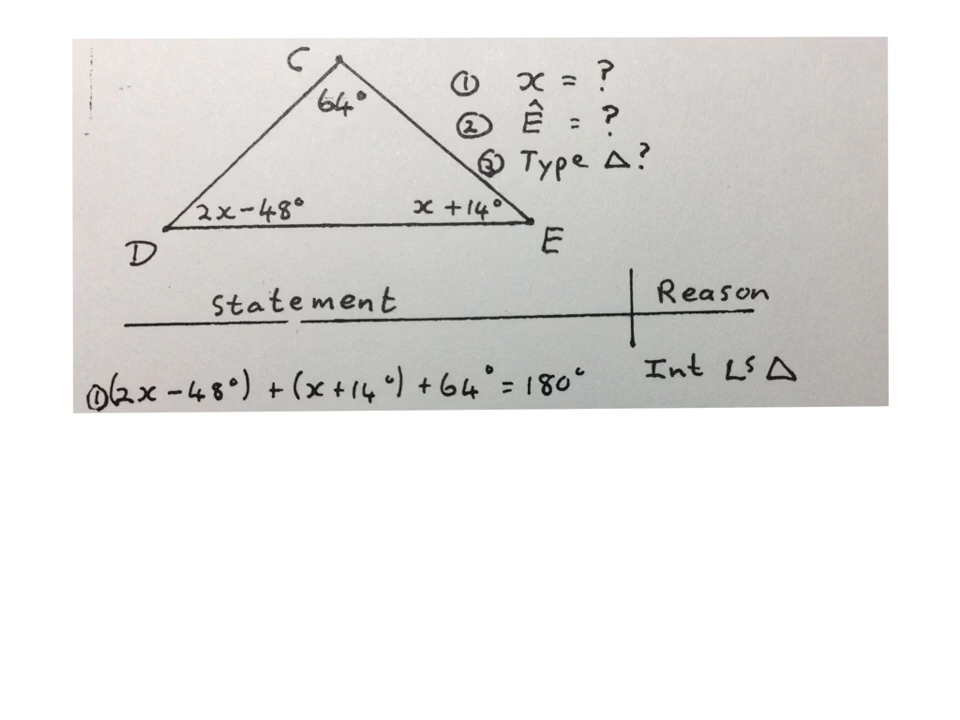 C
64°
① x = ?
② Ê = ?
③ Type △?
2x-48°
x+14°
D
E
Statement
Reason
①(2x-48°) + (x+14°) + 64° = 180°
Int ∠s △